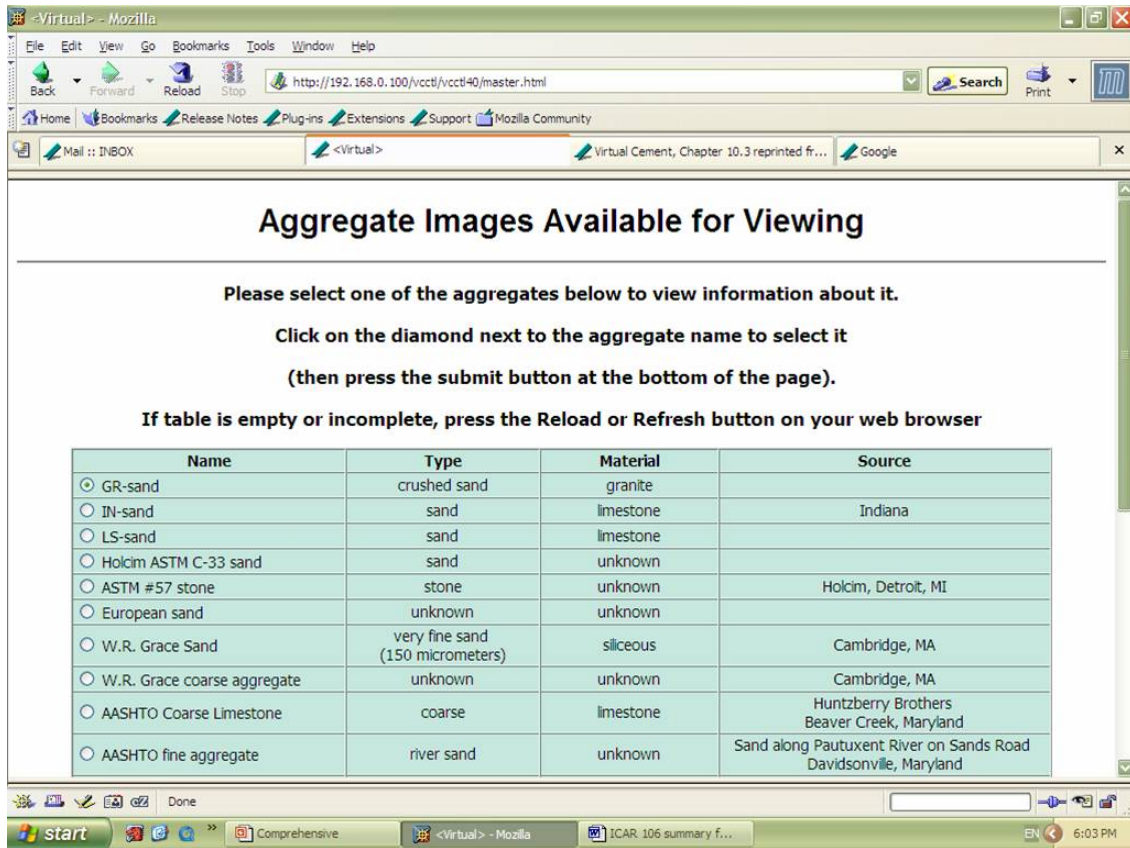 <Virtual> - Mozilla
File Edit View Go Bookmarks Tools Window Help
Back Forward Reload Stop http://192.168.0.100/vcctl/vcctl40/master.html Search Print
Home Bookmarks Release Notes Plug-ins Extensions Support Mozilla Community
Mail :: INBOX <Virtual> Virtual Cement, Chapter 10.3 reprinted fr... Google
Aggregate Images Available for Viewing
Please select one of the aggregates below to view information about it.
Click on the diamond next to the aggregate name to select it
(then press the submit button at the bottom of the page).
If table is empty or incomplete, press the Reload or Refresh button on your web browser
Name Type Material Source
GR-sand crushed sand granite
IN-sand sand limestone Indiana
LS-sand sand limestone
Holcim ASTM C-33 sand sand unknown
ASTM #57 stone stone unknown Holcim, Detroit, MI
European sand unknown unknown
W.R. Grace Sand very fine sand siliceous Cambridge, MA
(150 micrometers)
W.R. Grace coarse aggregate unknown unknown Cambridge, MA
AASHTO Coarse Limestone coarse limestone Huntzberry Brothers
Beaver Creek, Maryland
AASHTO fine aggregate river sand unknown Sand along Pautuxent River on Sands Road
Davidsonville, Maryland
Done
start Comprehensive <Virtual> - Mozilla ICAR 106 summary f... EN 6:03 PM